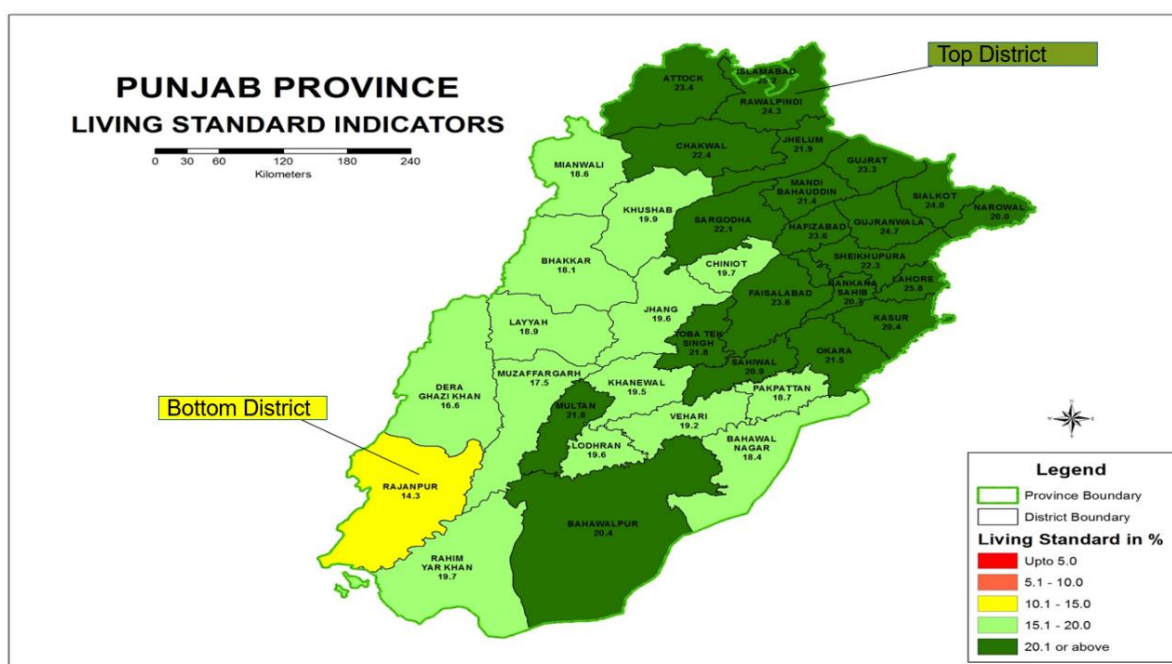 Top District
PUNJAB PROVINCE
LIVING STANDARD INDICATORS
0 30 60 120 180 240
Kilometers
ISLAMABAD
ATTOCK
23.4
RAWALPINDI
24.3
CHAKWAL
22.4
JHELUM
21.9
GUJRAT
23.3
MIANWALI
18.6
MANDI
BAHAUDDIN
21.4
SIALKOT
24.0
NAROWAL
KHUSHAB
19.9
SARGODHA
22.1
HAFIZABAD
23.6
GUJRANWALA
24.7
BHAKKAR
18.1
CHINIOT
19.7
SHEIKHUPURA
22.3
LAHORE
25.8
FAISALABAD
23.6
NANKANA
SAHIB
JHANG
19.6
LAYYAH
18.9
KASUR
20.4
TOBA TEK
SINGH
21.8
OKARA
21.5
SAHIWAL
20.9
MUZAFFARGARH
17.5
KHANEWAL
19.5
PAKPATTAN
18.7
DERA
GHAZI KHAN
16.6
Bottom District
MULTAN
21.8
VEHARI
19.2
LODHRAN
19.6
BAHAWAL
NAGAR
18.4
RAJANPUR
14.3
BAHAWALPUR
20.4
RAHIM
YAR KHAN
19.7
Legend
Province Boundary
District Boundary
Living Standard in %
Upto 5.0
5.1 - 10.0
10.1 - 15.0
15.1 - 20.0
20.1 or above